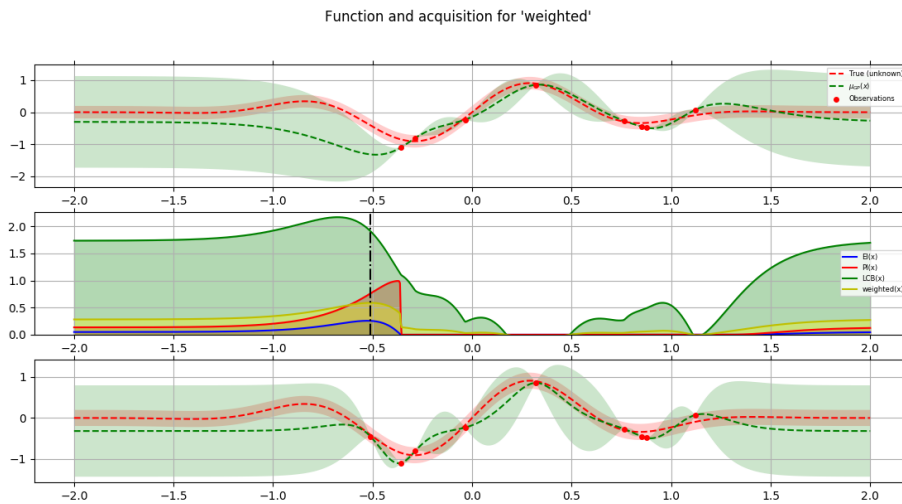 Function and acquisition for 'weighted'
1
0
−1
−2
True (unknown)
μGP(x)
Observations
−2.0 −1.5 −1.0 −0.5 0.0 0.5 1.0 1.5 2.0
2.0
1.5
1.0
0.5
0.0
EI(x)
PI(x)
LCB(x)
weighted(x)
−2.0 −1.5 −1.0 −0.5 0.0 0.5 1.0 1.5 2.0
1
0
−1
−2.0 −1.5 −1.0 −0.5 0.0 0.5 1.0 1.5 2.0